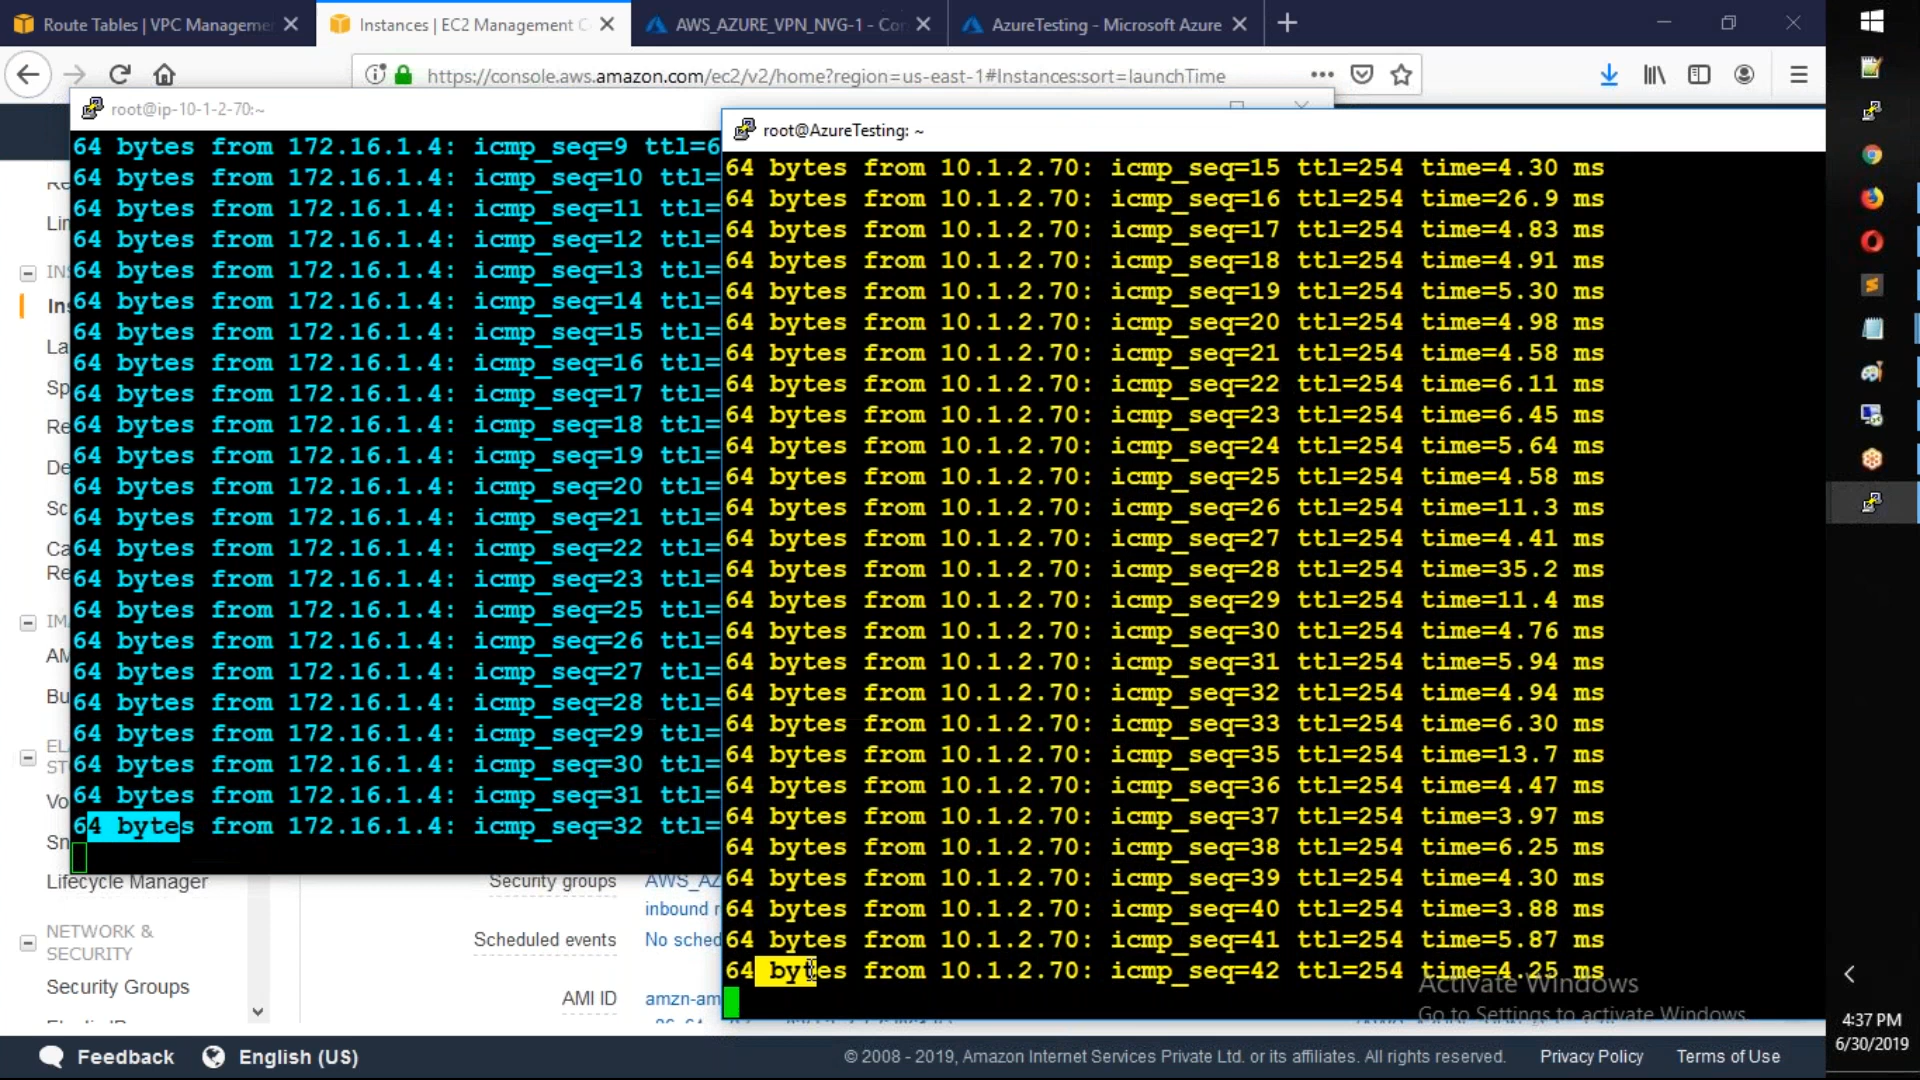 Route Tables | VPC Manageme
Instances | EC2 Management C
AWS_AZURE_VPN_NVG-1 - Co
AzureTesting - Microsoft Azure
https://console.aws.amazon.com/ec2/v2/home?region=us-east-1#Instances:sort=launchTime
root@ip-10-1-2-70:~
64 bytes from 172.16.1.4: icmp_seq=9 ttl=6
64 bytes from 172.16.1.4: icmp_seq=10 ttl=
64 bytes from 172.16.1.4: icmp_seq=11 ttl=
64 bytes from 172.16.1.4: icmp_seq=12 ttl=
64 bytes from 172.16.1.4: icmp_seq=13 ttl=
64 bytes from 172.16.1.4: icmp_seq=14 ttl=
64 bytes from 172.16.1.4: icmp_seq=15 ttl=
64 bytes from 172.16.1.4: icmp_seq=16 ttl=
64 bytes from 172.16.1.4: icmp_seq=17 ttl=
64 bytes from 172.16.1.4: icmp_seq=18 ttl=
64 bytes from 172.16.1.4: icmp_seq=19 ttl=
64 bytes from 172.16.1.4: icmp_seq=20 ttl=
64 bytes from 172.16.1.4: icmp_seq=21 ttl=
64 bytes from 172.16.1.4: icmp_seq=22 ttl=
64 bytes from 172.16.1.4: icmp_seq=23 ttl=
64 bytes from 172.16.1.4: icmp_seq=25 ttl=
64 bytes from 172.16.1.4: icmp_seq=26 ttl=
64 bytes from 172.16.1.4: icmp_seq=27 ttl=
64 bytes from 172.16.1.4: icmp_seq=28 ttl=
64 bytes from 172.16.1.4: icmp_seq=29 ttl=
64 bytes from 172.16.1.4: icmp_seq=30 ttl=
64 bytes from 172.16.1.4: icmp_seq=31 ttl=
64 bytes from 172.16.1.4: icmp_seq=32 ttl=
root@AzureTesting: ~
64 bytes from 10.1.2.70: icmp_seq=15 ttl=254 time=4.30 ms
64 bytes from 10.1.2.70: icmp_seq=16 ttl=254 time=26.9 ms
64 bytes from 10.1.2.70: icmp_seq=17 ttl=254 time=4.83 ms
64 bytes from 10.1.2.70: icmp_seq=18 ttl=254 time=4.91 ms
64 bytes from 10.1.2.70: icmp_seq=19 ttl=254 time=5.30 ms
64 bytes from 10.1.2.70: icmp_seq=20 ttl=254 time=4.98 ms
64 bytes from 10.1.2.70: icmp_seq=21 ttl=254 time=4.58 ms
64 bytes from 10.1.2.70: icmp_seq=22 ttl=254 time=6.11 ms
64 bytes from 10.1.2.70: icmp_seq=23 ttl=254 time=6.45 ms
64 bytes from 10.1.2.70: icmp_seq=24 ttl=254 time=5.64 ms
64 bytes from 10.1.2.70: icmp_seq=25 ttl=254 time=4.58 ms
64 bytes from 10.1.2.70: icmp_seq=26 ttl=254 time=11.3 ms
64 bytes from 10.1.2.70: icmp_seq=27 ttl=254 time=4.41 ms
64 bytes from 10.1.2.70: icmp_seq=28 ttl=254 time=35.2 ms
64 bytes from 10.1.2.70: icmp_seq=29 ttl=254 time=11.4 ms
64 bytes from 10.1.2.70: icmp_seq=30 ttl=254 time=4.76 ms
64 bytes from 10.1.2.70: icmp_seq=31 ttl=254 time=5.94 ms
64 bytes from 10.1.2.70: icmp_seq=32 ttl=254 time=4.94 ms
64 bytes from 10.1.2.70: icmp_seq=33 ttl=254 time=6.30 ms
64 bytes from 10.1.2.70: icmp_seq=35 ttl=254 time=13.7 ms
64 bytes from 10.1.2.70: icmp_seq=36 ttl=254 time=4.47 ms
64 bytes from 10.1.2.70: icmp_seq=37 ttl=254 time=3.97 ms
64 bytes from 10.1.2.70: icmp_seq=38 ttl=254 time=6.25 ms
64 bytes from 10.1.2.70: icmp_seq=39 ttl=254 time=4.30 ms
64 bytes from 10.1.2.70: icmp_seq=40 ttl=254 time=3.88 ms
64 bytes from 10.1.2.70: icmp_seq=41 ttl=254 time=5.87 ms
64 bytes from 10.1.2.70: icmp_seq=42 ttl=254 time=4.25 ms
Lin
INS
Ins
La
Sp
Re
De
Sc
Ca
Re
IM
AM
Bu
EL
ST
Vo
Sn
Lifecycle Manager
NETWORK &
SECURITY
Security Groups
Security groups
AWS_AZ
inbound r
Scheduled events
No sched
AMI ID
amzn-am
Activate Windows
Go to Settings to activate Windows.
4:37 PM
6/30/2019
Feedback
English (US)
© 2008 - 2019, Amazon Internet Services Private Ltd. or its affiliates. All rights reserved.
Privacy Policy
Terms of Use